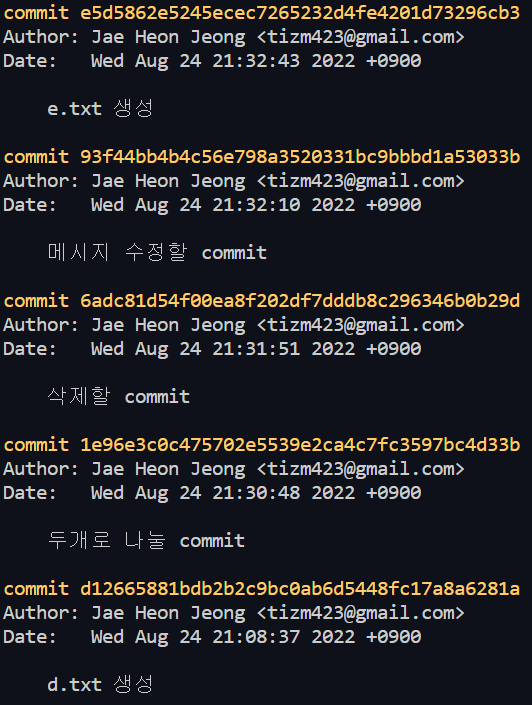 commit e5d5862e5245ecec7265232d4fe4201d73296cb3
Author: Jae Heon Jeong <tizm423@gmail.com>
Date:   Wed Aug 24 21:32:43 2022 +0900
e.txt 생성
commit 93f44bb4b4c56e798a3520331bc9bbbd1a53033b
Author: Jae Heon Jeong <tizm423@gmail.com>
Date:   Wed Aug 24 21:32:10 2022 +0900
메시지 수정할 commit
commit 6adc81d54f00ea8f202df7dddb8c296346b0b29d
Author: Jae Heon Jeong <tizm423@gmail.com>
Date:   Wed Aug 24 21:31:51 2022 +0900
삭제할 commit
commit 1e96e3c0c475702e5539e2ca4c7fc3597bc4d33b
Author: Jae Heon Jeong <tizm423@gmail.com>
Date:   Wed Aug 24 21:30:48 2022 +0900
두개로 나눌 commit
commit d12665881bdb2b2c9bc0ab6d5448fc17a8a6281a
Author: Jae Heon Jeong <tizm423@gmail.com>
Date:   Wed Aug 24 21:08:37 2022 +0900
d.txt 생성